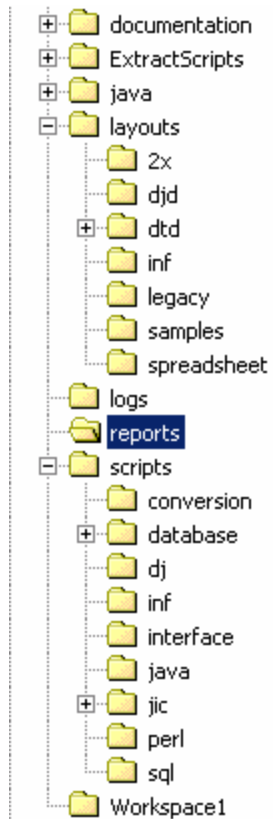 documentation
ExtractScripts
java
layouts
2x
djd
dtd
inf
legacy
samples
spreadsheet
logs
reports
scripts
conversion
database
dj
inf
interface
java
jic
perl
sql
Workspace1